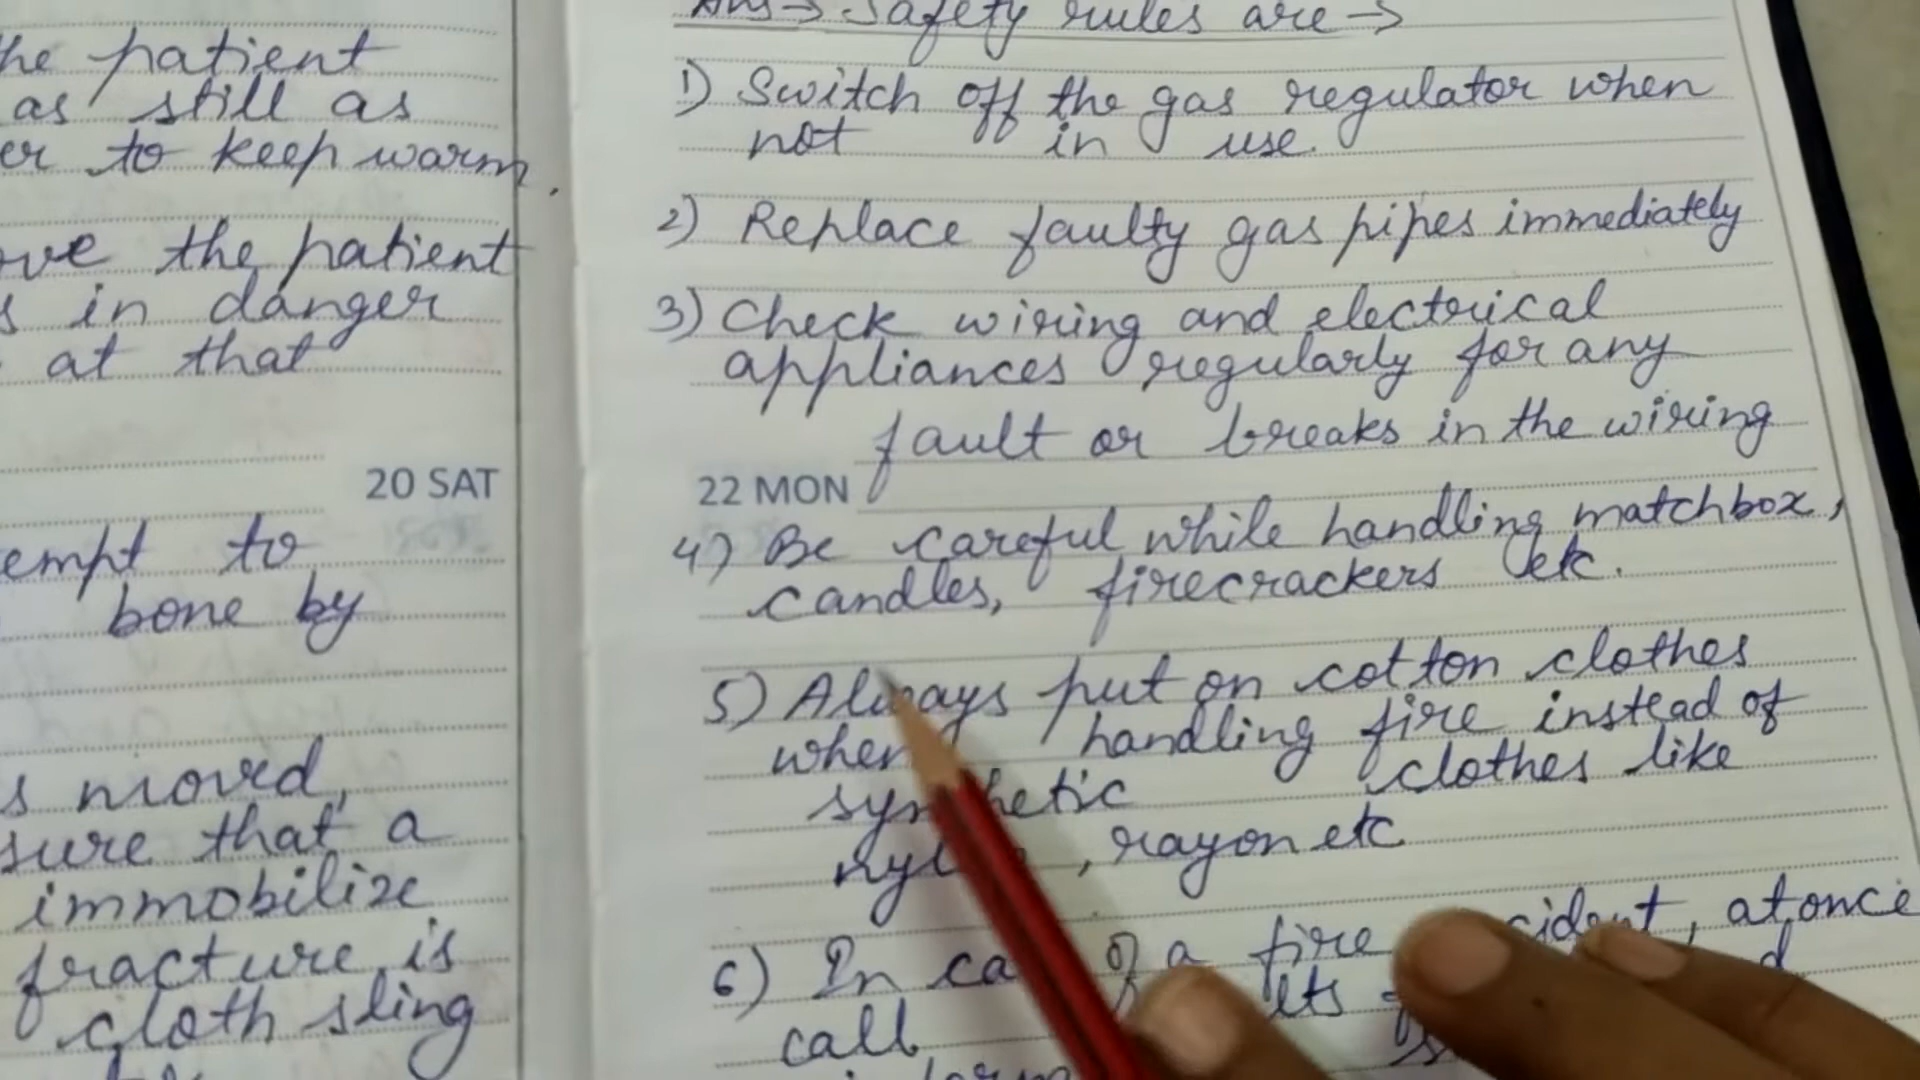 he patient
as still as
er to keep warm.
ve the patient
s in danger
at that
20 SAT
empt to
bone by
s moved,
sure that a
immobilize
fracture is
cloth sling
Ans → Safety rules are →
1) Switch off the gas regulator when
not in use.
2) Replace faulty gas pipes immediately
3) Check wiring and electrical
appliances regularly for any
fault or breaks in the wiring
22 MON
4) Be careful while handling matchbox,
candles, firecrackers etc.
5) Always put on cotton clothes
when handling fire instead of
synthetic clothes like
, rayon etc
6) In of a fire , at once
call